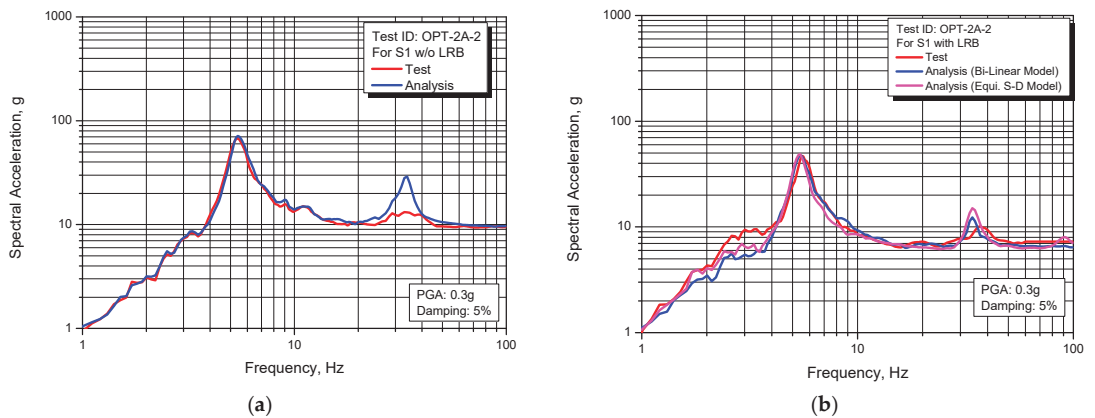 1000
100
10
1
Spectral Acceleration, g
Test ID: OPT-2A-2
For S1 w/o LRB
Test
Analysis
PGA: 0.3g
Damping: 5%
1
10
100
Frequency, Hz
(a)
1000
100
10
1
Spectral Acceleration, g
Test ID: OPT-2A-2
For S1 with LRB
Test
Analysis (Bi-Linear Model)
Analysis (Equi. S-D Model)
PGA: 0.3g
Damping: 5%
1
10
100
Frequency, Hz
(b)